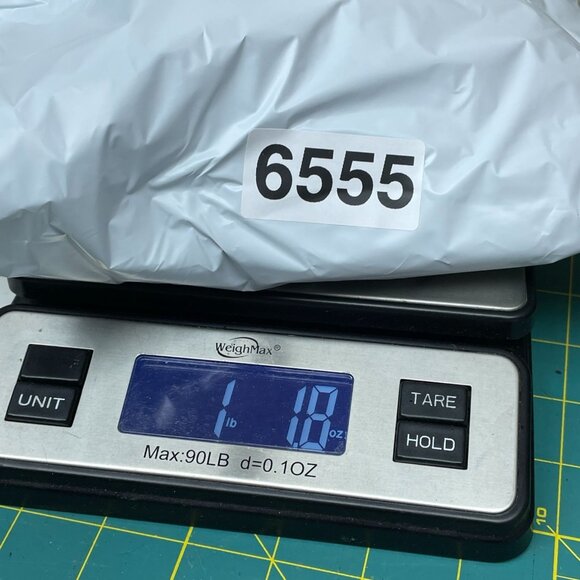 6555
WeighMax®
UNIT
1 lb 1.8 oz
TARE
HOLD
Max:90LB d=0.1OZ
10